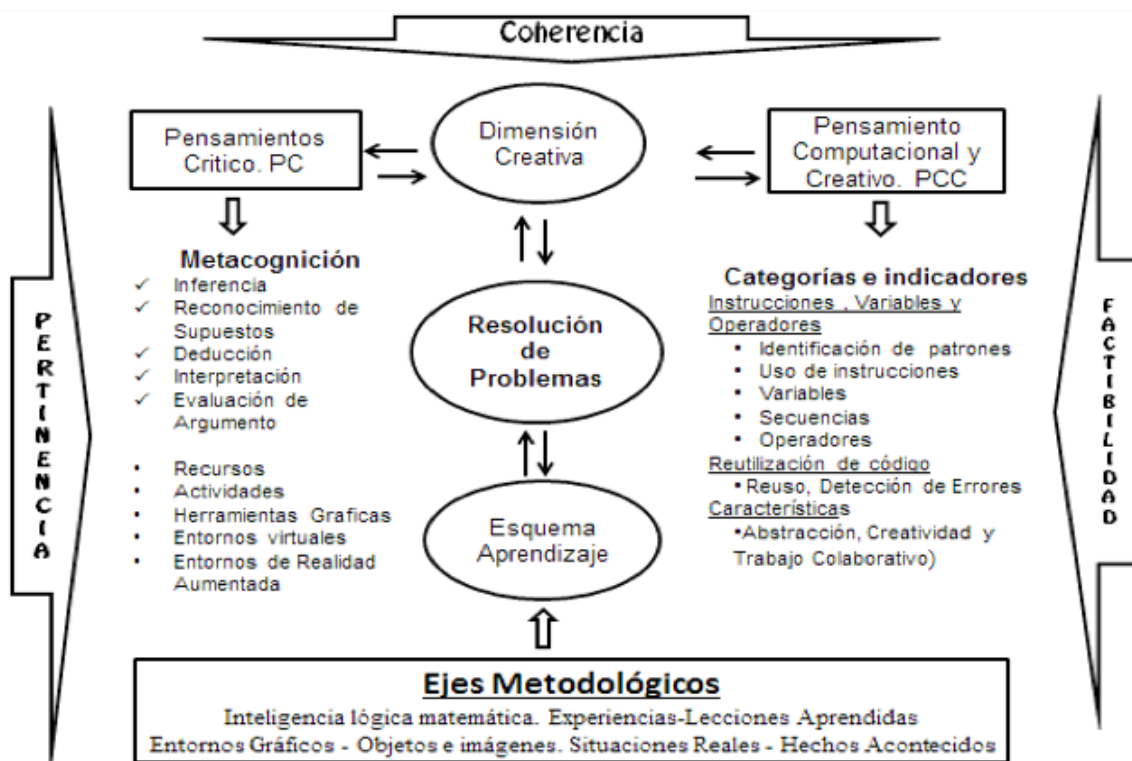 Coherencia
Pensamientos
Critico. PC
Dimensión
Creativa
Pensamiento
Computacional y
Creativo. PCC
PERTINENCIA
Metacognición
✓ Inferencia
✓ Reconocimiento de
Supuestos
✓ Deducción
✓ Interpretación
✓ Evaluación de
Argumento
• Recursos
• Actividades
• Herramientas Graficas
• Entornos virtuales
• Entornos de Realidad
Aumentada
Resolución
de
Problemas
Esquema
Aprendizaje
Categorías e indicadores
Instrucciones , Variables y
Operadores
• Identificación de patrones
• Uso de instrucciones
• Variables
• Secuencias
• Operadores
Reutilización de código
•Reuso, Detección de Errores
Características
•Abstracción, Creatividad y
Trabajo Colaborativo)
FACTIBILIDAD
Ejes Metodológicos
Inteligencia lógica matemática. Experiencias-Lecciones Aprendidas
Entornos Gráficos - Objetos e imágenes. Situaciones Reales - Hechos Acontecidos